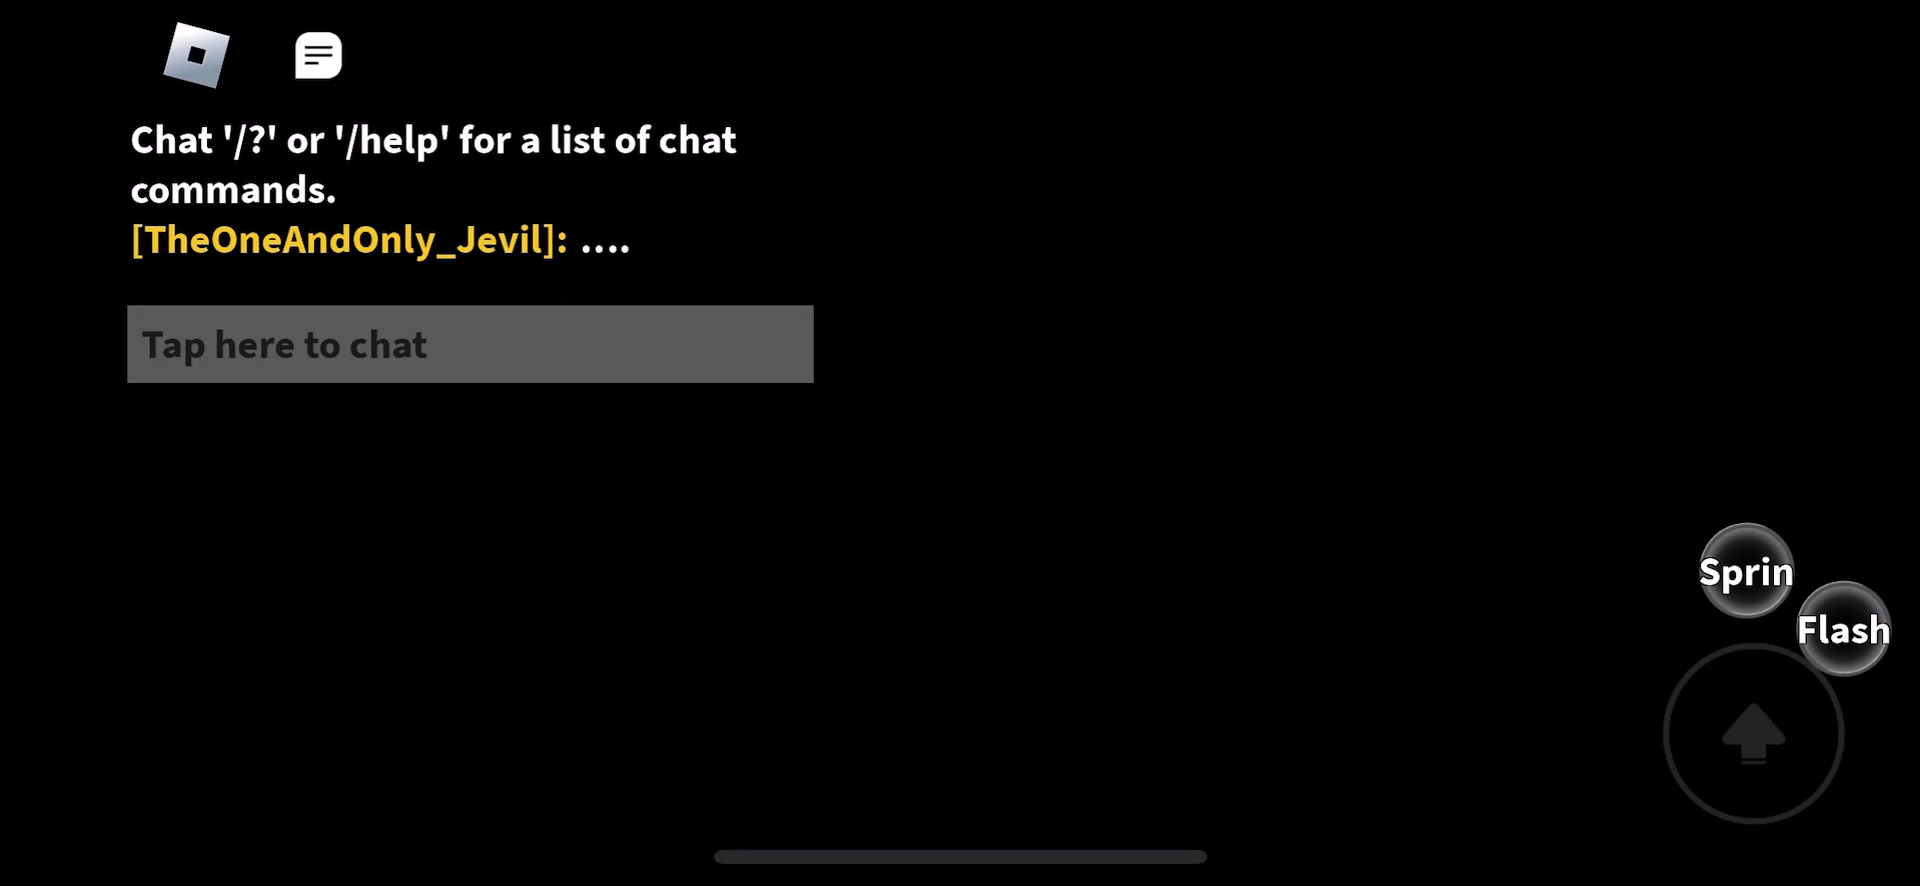 Chat '/?' or '/help' for a list of chat
commands.
[TheOneAndOnly_Jevil]: ....
Tap here to chat
Sprin
Flash